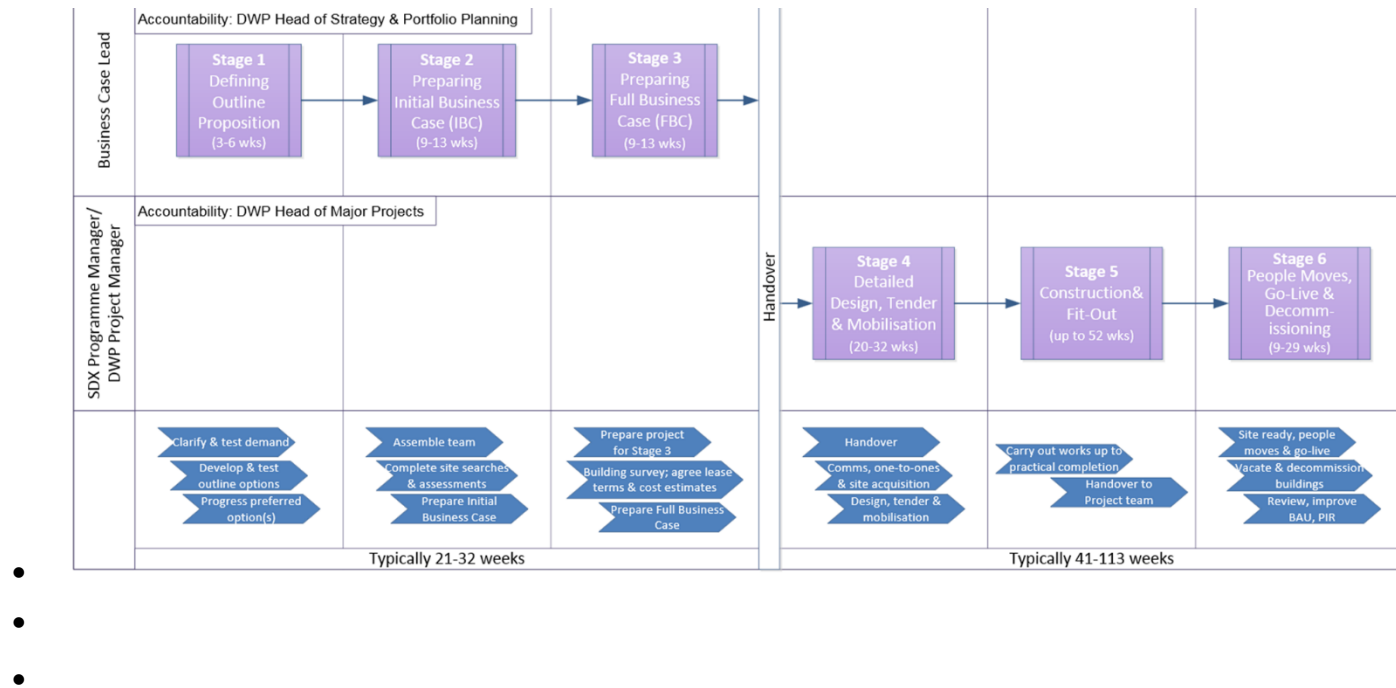 Accountability: DWP Head of Strategy & Portfolio Planning
Business Case Lead
Stage 1
Defining
Outline
Proposition
(3-6 wks)
Stage 2
Preparing
Initial Business
Case (IBC)
(9-13 wks)
Stage 3
Preparing
Full Business
Case (FBC)
(9-13 wks)
Accountability: DWP Head of Major Projects
SDX Programme Manager/
DWP Project Manager
Handover
Stage 4
Detailed
Design, Tender
& Mobilisation
(20-32 wks)
Stage 5
Construction&
Fit-Out
(up to 52 wks)
Stage 6
People Moves,
Go-Live &
Decomm-
issioning
(9-29 wks)
Clarify & test demand
Develop & test
outline options
Progress preferred
option(s)
Assemble team
Complete site searches
& assessments
Prepare Initial
Business Case
Prepare project
for Stage 3
Building survey; agree lease
terms & cost estimates
Prepare Full Business
Case
Handover
Comms, one-to-ones
& site acquisition
Design, tender &
mobilisation
Carry out works up to
practical completion
Handover to
Project team
Site ready, people
moves & go-live
Vacate & decommission
buildings
Review, improve
BAU, PIR
Typically 21-32 weeks
Typically 41-113 weeks